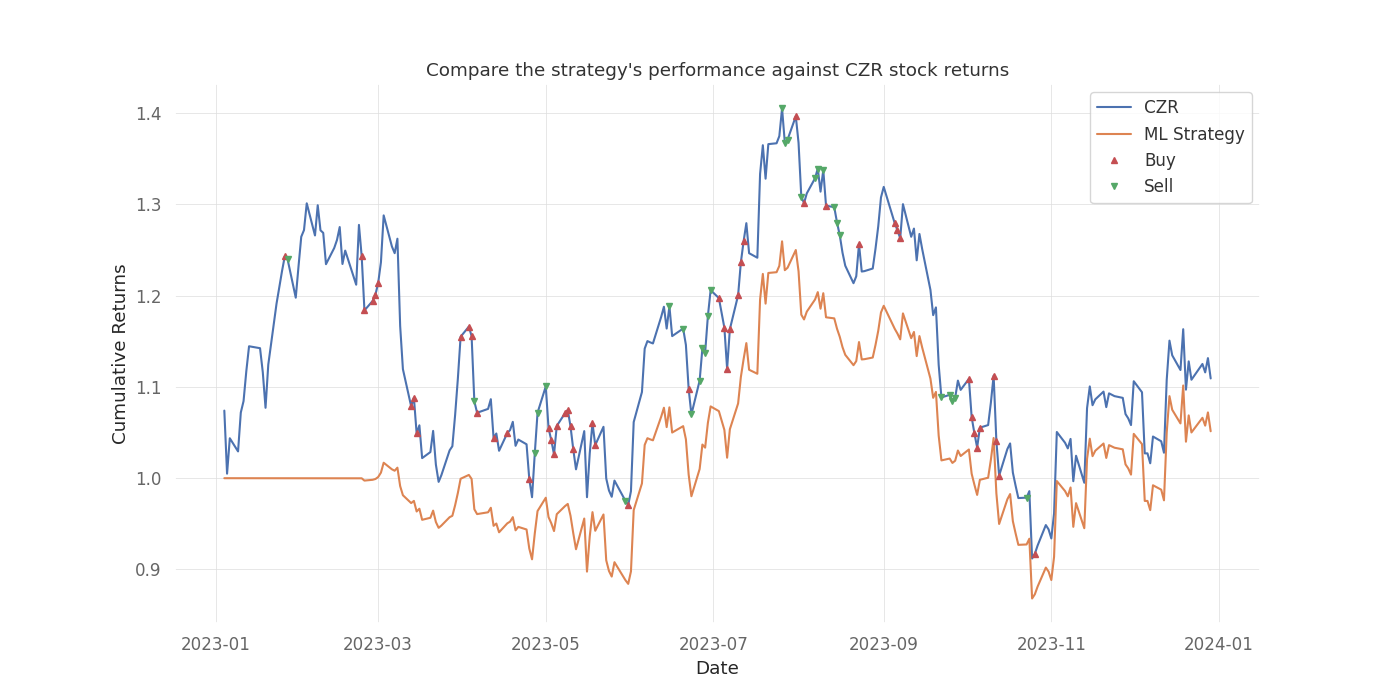 Compare the strategy's performance against CZR stock returns
CZR
ML Strategy
Buy
Sell
Cumulative Returns
1.4
1.3
1.2
1.1
1.0
0.9
2023-01 2023-03 2023-05 2023-07 2023-09 2023-11 2024-01
Date